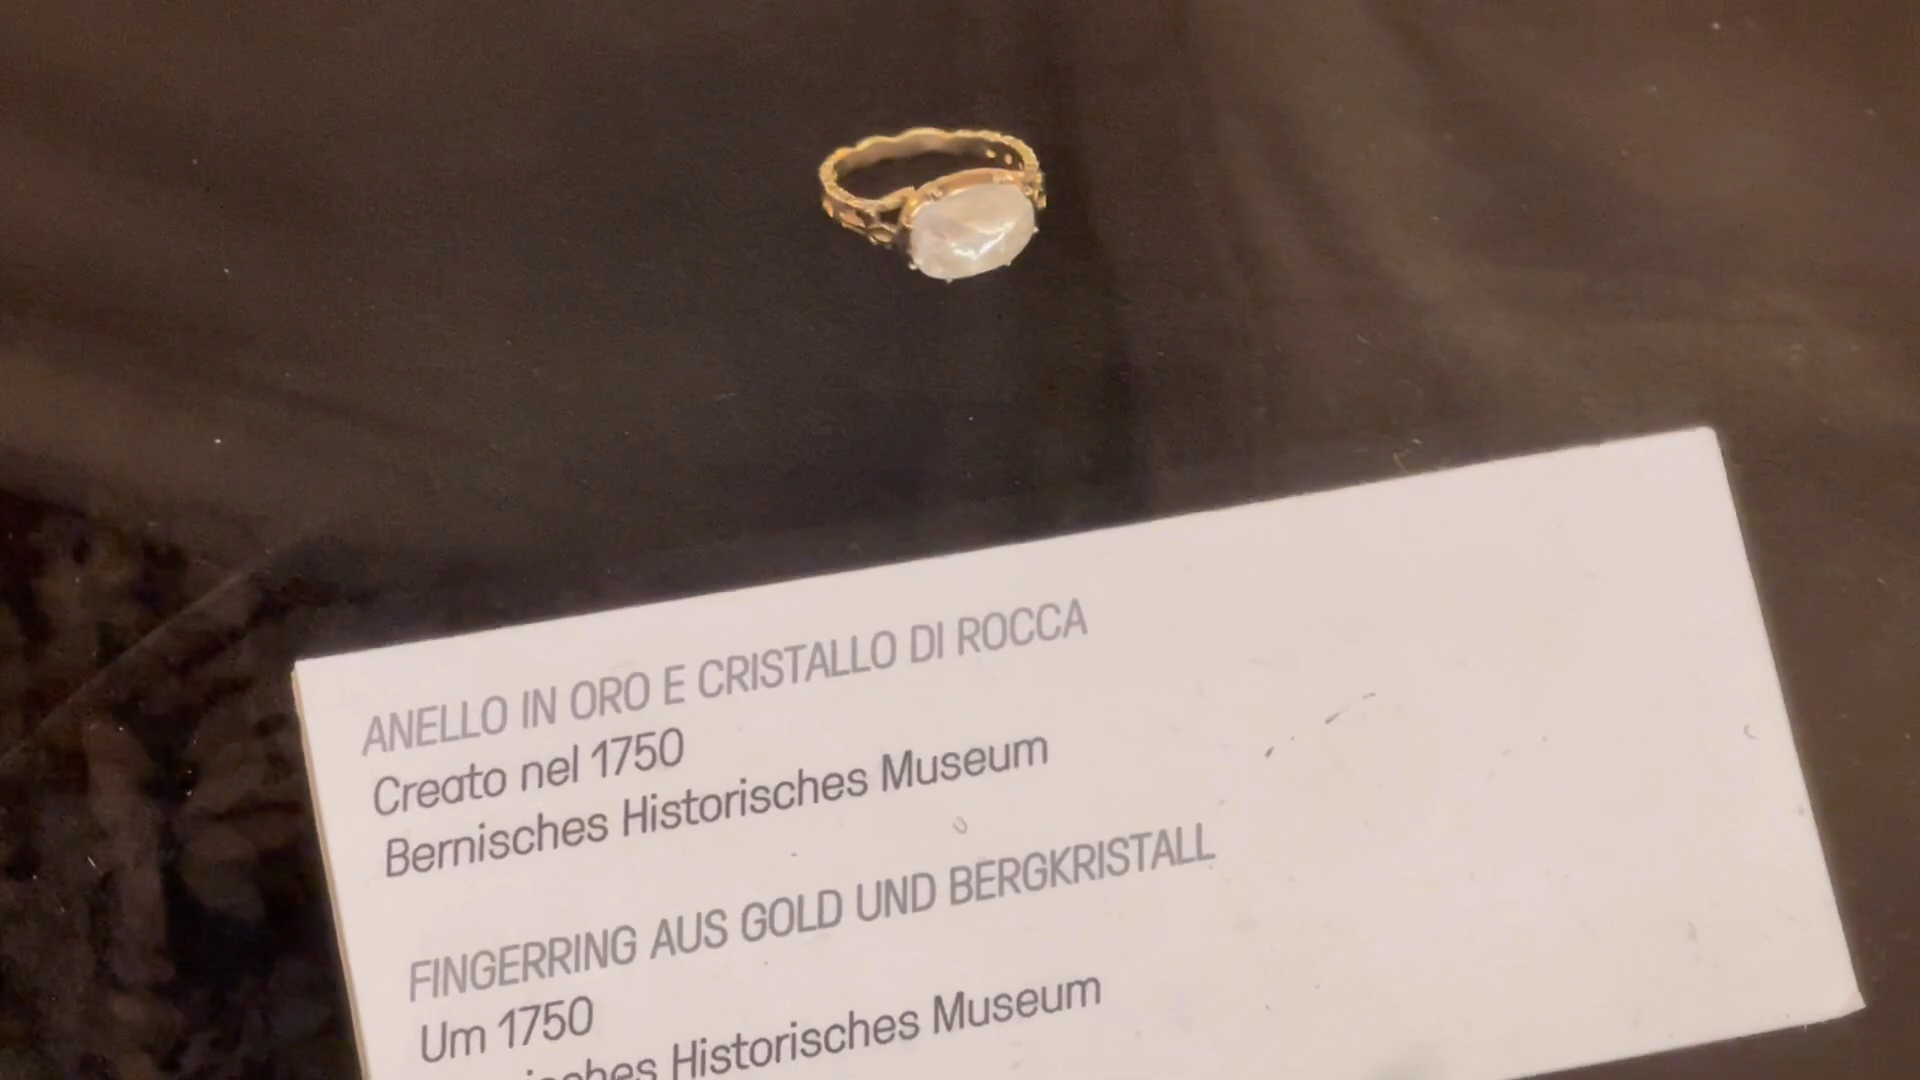 ANELLO IN ORO E CRISTALLO DI ROCCA
Creato nel 1750
Bernisches Historisches Museum
FINGERRING AUS GOLD UND BERGKRISTALL
Um 1750
Historisches Museum